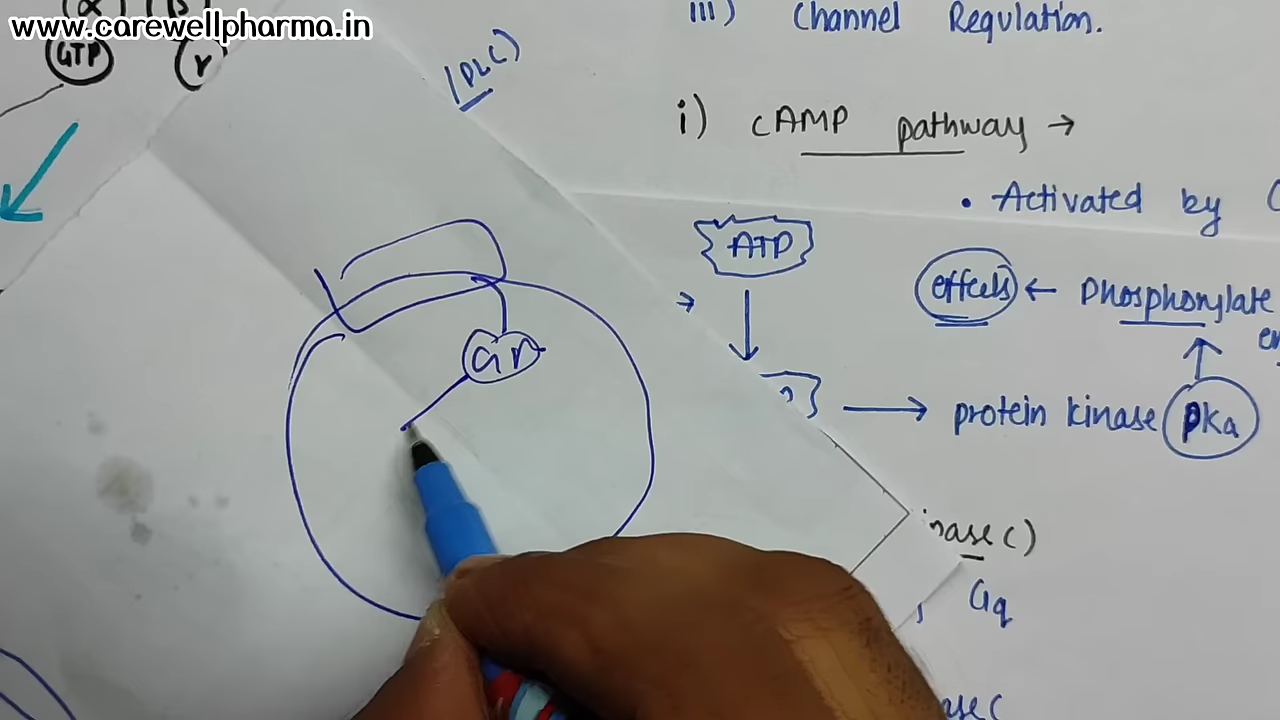 www.carewellpharma.in
α β
GTP γ
(PLC)
iii) Channel Regulation.
i) cAMP pathway →
• Activated by
ATP
effects ← Phosphorylate
→ protein kinase PKa
Gr
Gq